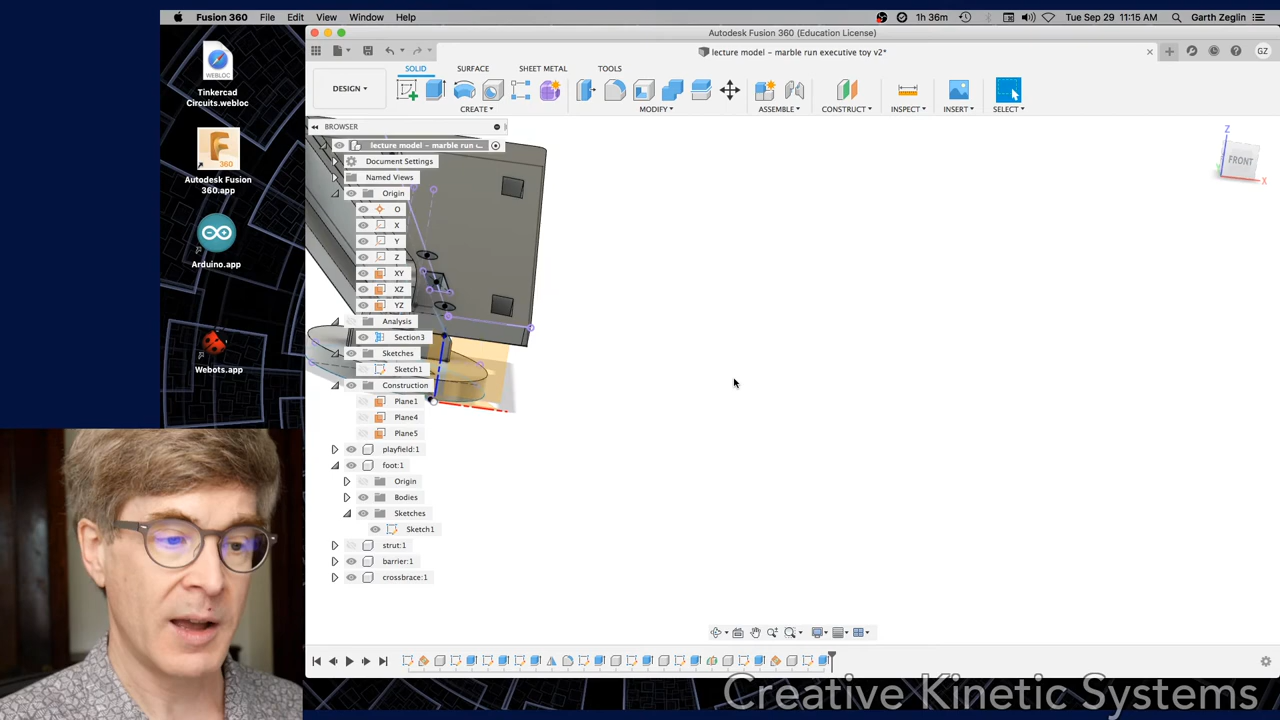 Fusion 360 File Edit View Window Help
1h 36m Tue Sep 29 11:15 AM Garth Zeglin
Autodesk Fusion 360 (Education License)
lecture model – marble run executive toy v2*
GZ
SOLID SURFACE SHEET METAL TOOLS
DESIGN
CREATE MODIFY ASSEMBLE CONSTRUCT INSPECT INSERT SELECT
WEBLOC
Tinkercad
Circuits.webloc
360
Autodesk Fusion
360.app
Arduino.app
Webots.app
BROWSER
lecture model – marble run e...
Document Settings
Named Views
Origin
O
X
Y
Z
XY
XZ
YZ
Analysis
Section3
Sketches
Sketch1
Construction
Plane1
Plane4
Plane5
playfield:1
foot:1
Origin
Bodies
Sketches
Sketch1
strut:1
barrier:1
crossbrace:1
Z
FRONT
X
Creative Kinetic Systems